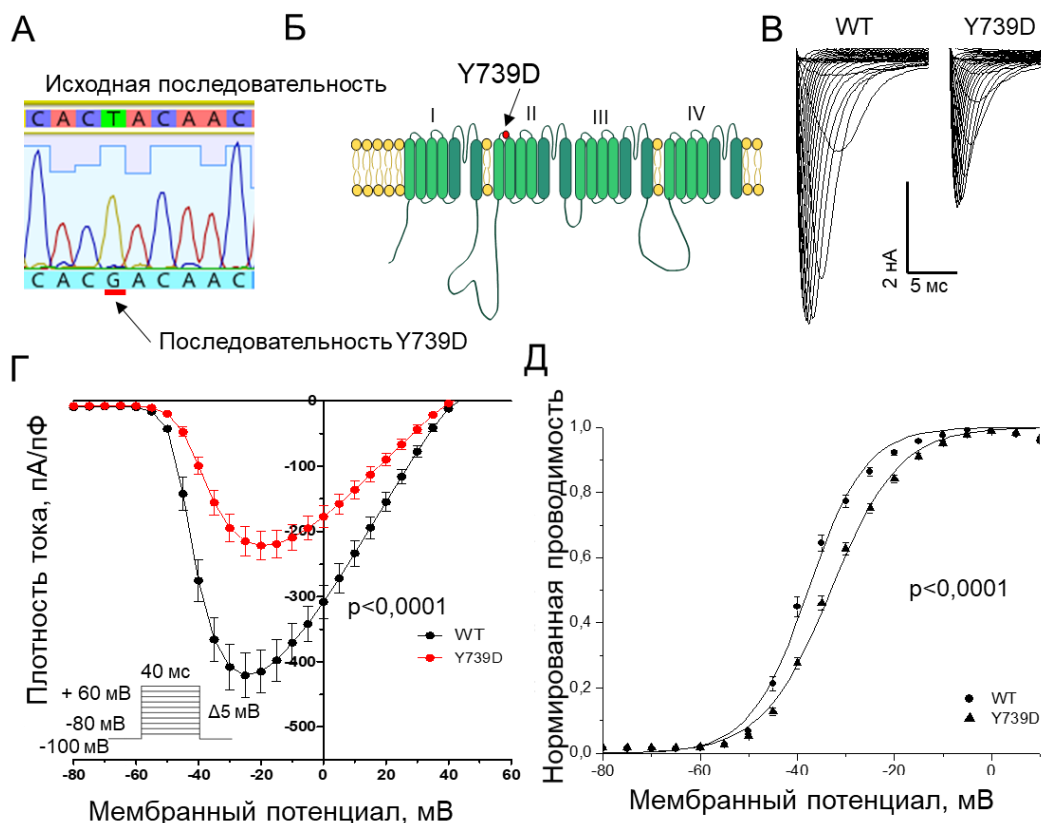 А
Исходная последовательность
C A C T A C A A C
C A C G A C A A C
Последовательность Y739D
Б
Y739D
I II III IV
В
WT Y739D
2 нА
5 мс
Г
Плотность тока, пА/пФ
0
-100
-200
-300
-400
-500
p<0,0001
WT
Y739D
40 мс
+ 60 мВ
Δ5 мВ
-80 мВ
-100 мВ
-80 -60 -40 -20 0 20 40 60
Мембранный потенциал, мВ
Д
Нормированная проводимость
1,0
0,8
0,6
0,4
0,2
0,0
p<0,0001
WT
Y739D
-80 -60 -40 -20 0
Мембранный потенциал, мВ